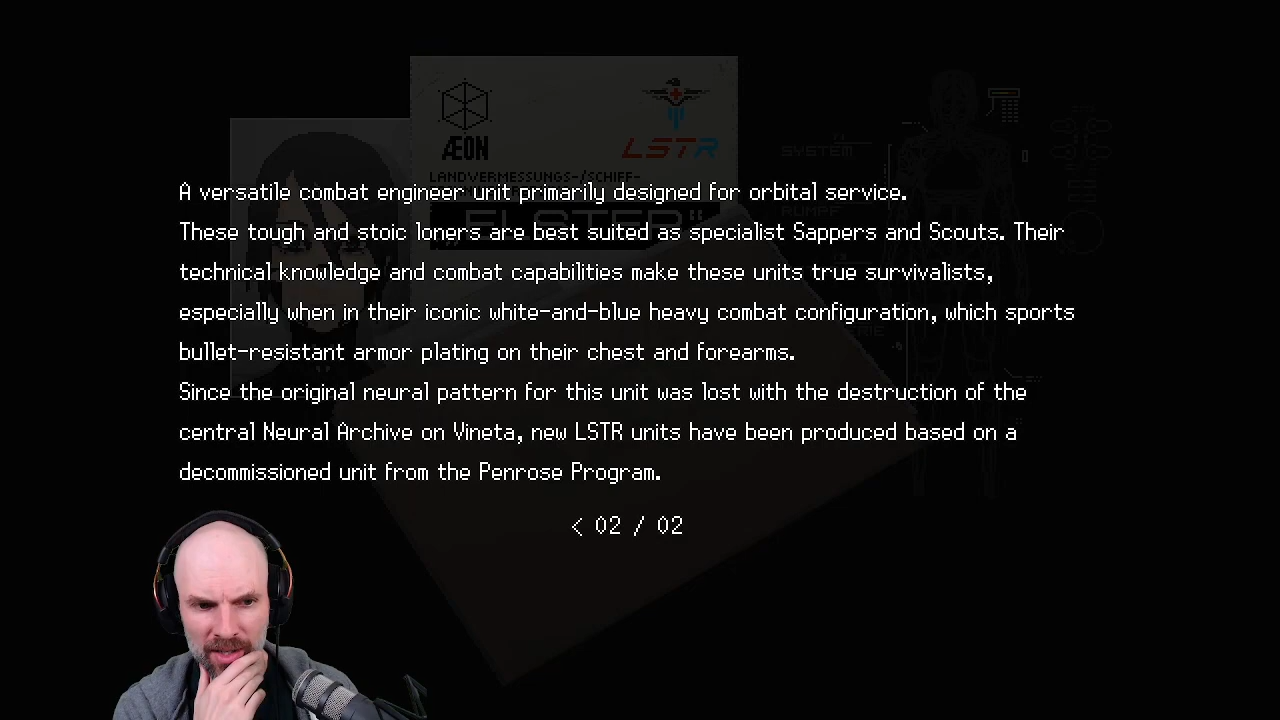 ÆON
LSTR
LANDVERMESSUNGS-/SCHIFF-
„ELSTER“
SYSTEM
A versatile combat engineer unit primarily designed for orbital service.
These tough and stoic loners are best suited as specialist Sappers and Scouts. Their
technical knowledge and combat capabilities make these units true survivalists,
especially when in their iconic white-and-blue heavy combat configuration, which sports
bullet-resistant armor plating on their chest and forearms.
Since the original neural pattern for this unit was lost with the destruction of the
central Neural Archive on Vineta, new LSTR units have been produced based on a
decommissioned unit from the Penrose Program.
< 02 / 02